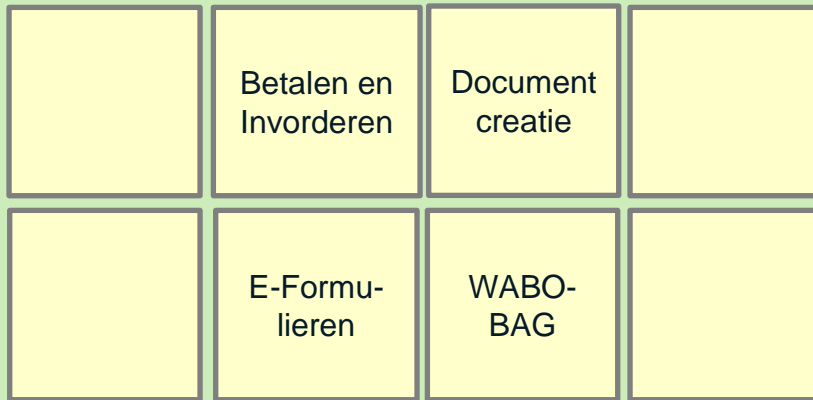 Betalen en
Invorderen
Document
creatie
E-Formu-
lieren
WABO-
BAG